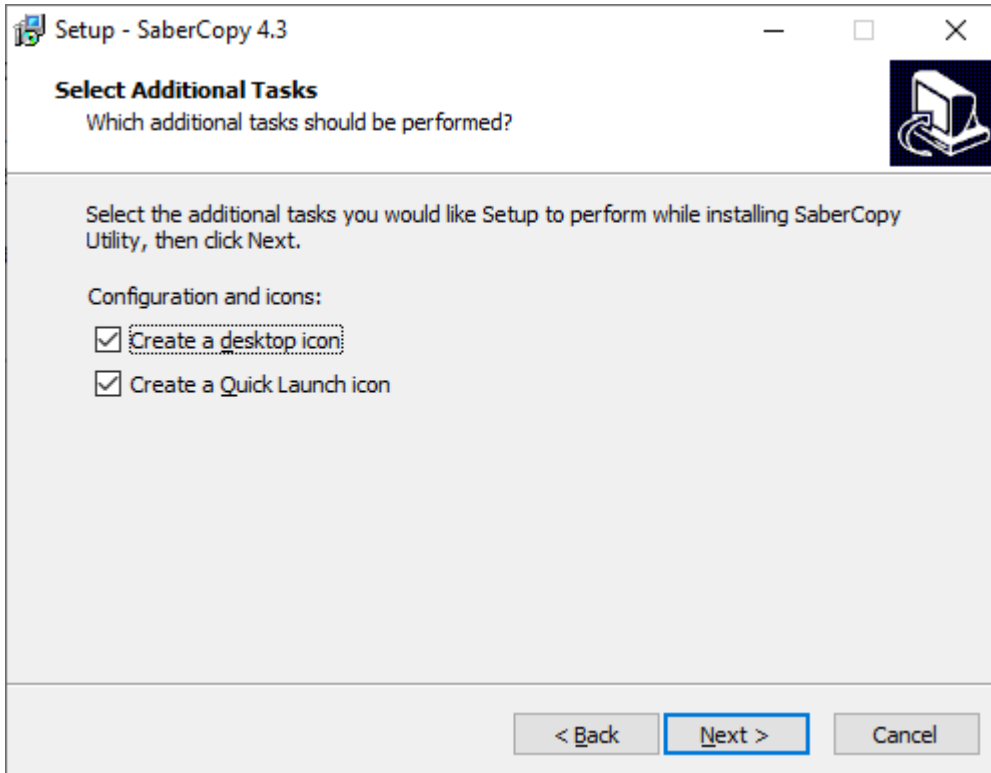 Setup - SaberCopy 4.3
Select Additional Tasks
Which additional tasks should be performed?
Select the additional tasks you would like Setup to perform while installing SaberCopy
Utility, then click Next.
Configuration and icons:
Create a desktop icon
Create a Quick Launch icon
< Back Next > Cancel